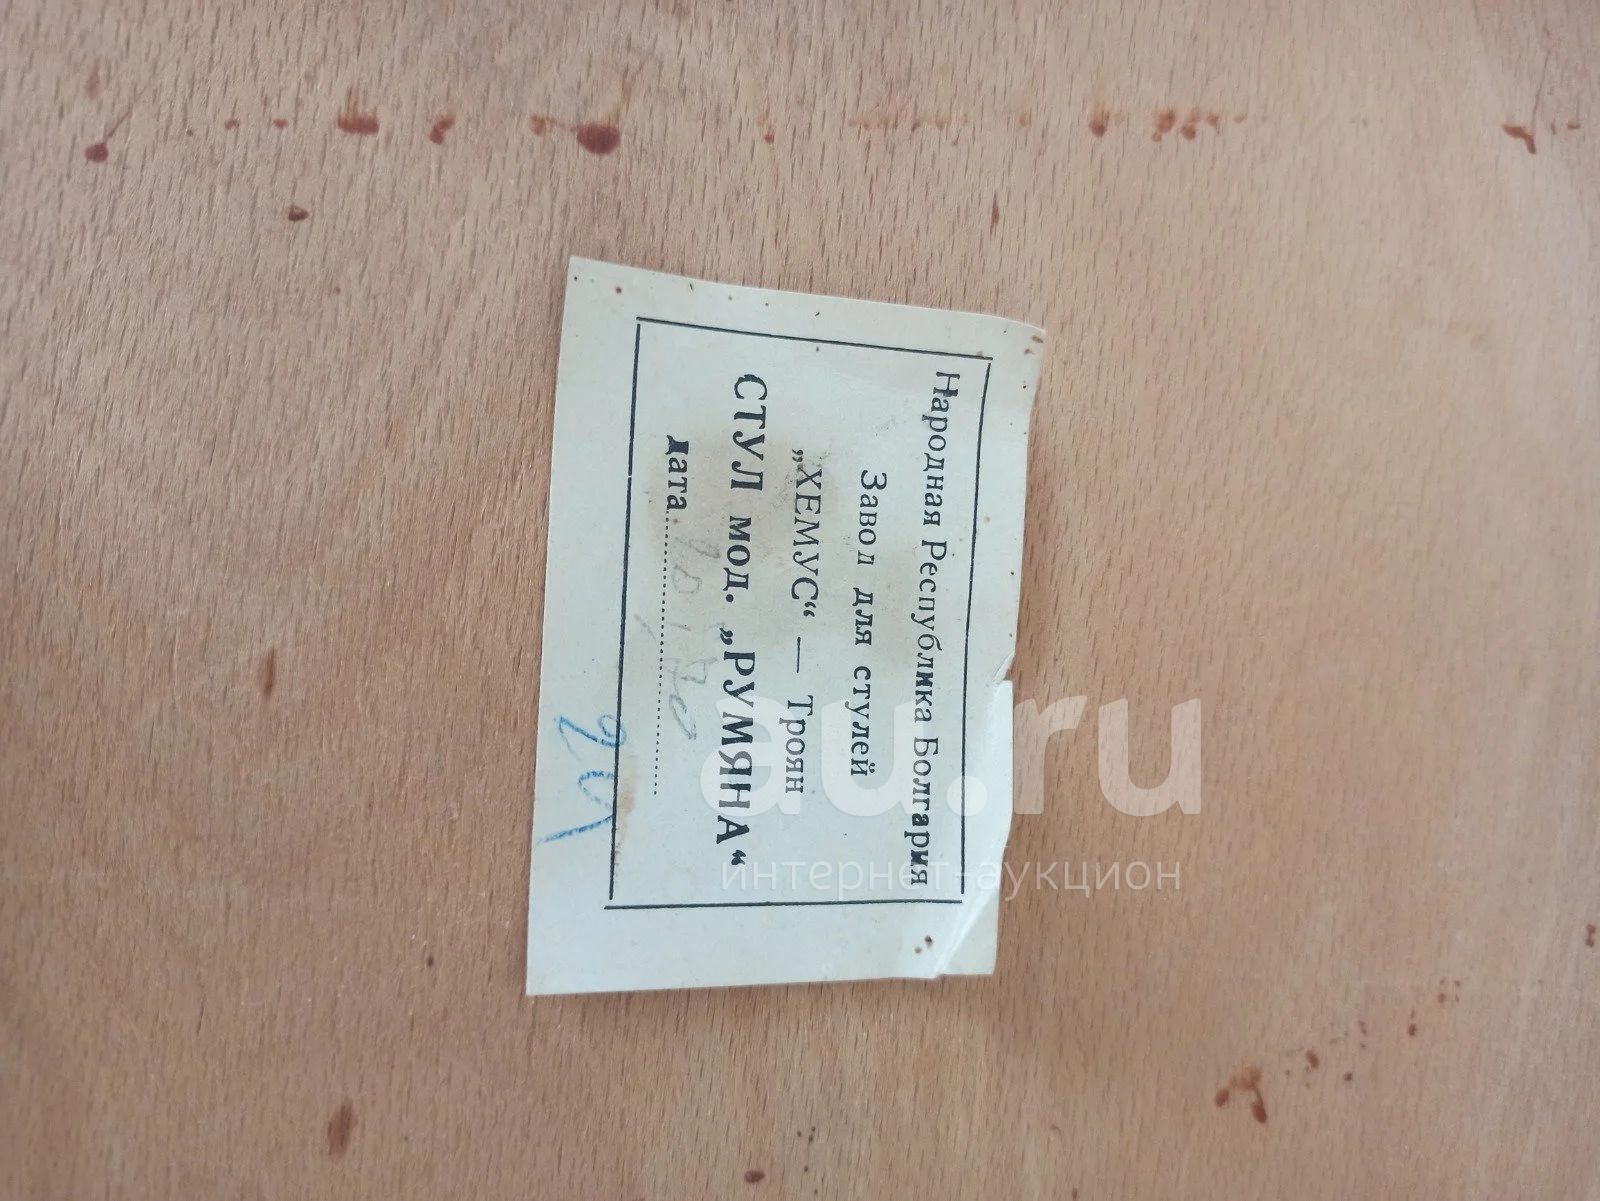 Народная Республика Болгария
Завод для стулей
„ХЕМУС“ — Троян
СТУЛ мод. „РУМЯНА“
дата
au.ru
интернет-аукцион